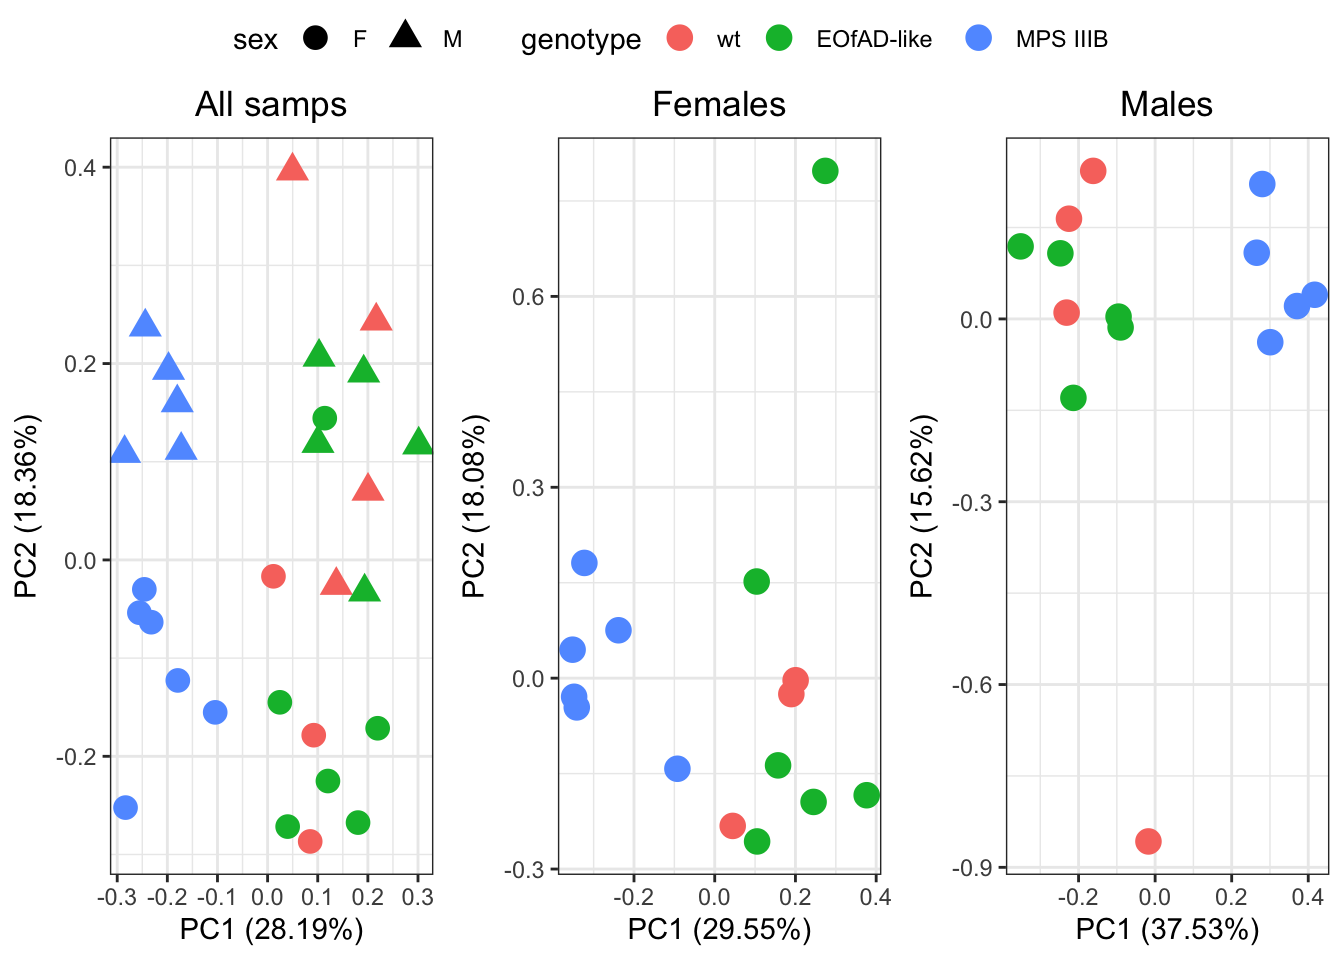 sex F M genotype wt EOfAD-like MPS IIIB
All samps
Females
Males
0.4
0.2
0.0
-0.2
-0.3 -0.2 -0.1 0.0 0.1 0.2 0.3
PC1 (28.19%)
PC2 (18.36%)
0.6
0.3
0.0
-0.3
-0.2 0.0 0.2 0.4
PC1 (29.55%)
PC2 (18.08%)
0.0
-0.3
-0.6
-0.9
-0.2 0.0 0.2 0.4
PC1 (37.53%)
PC2 (15.62%)